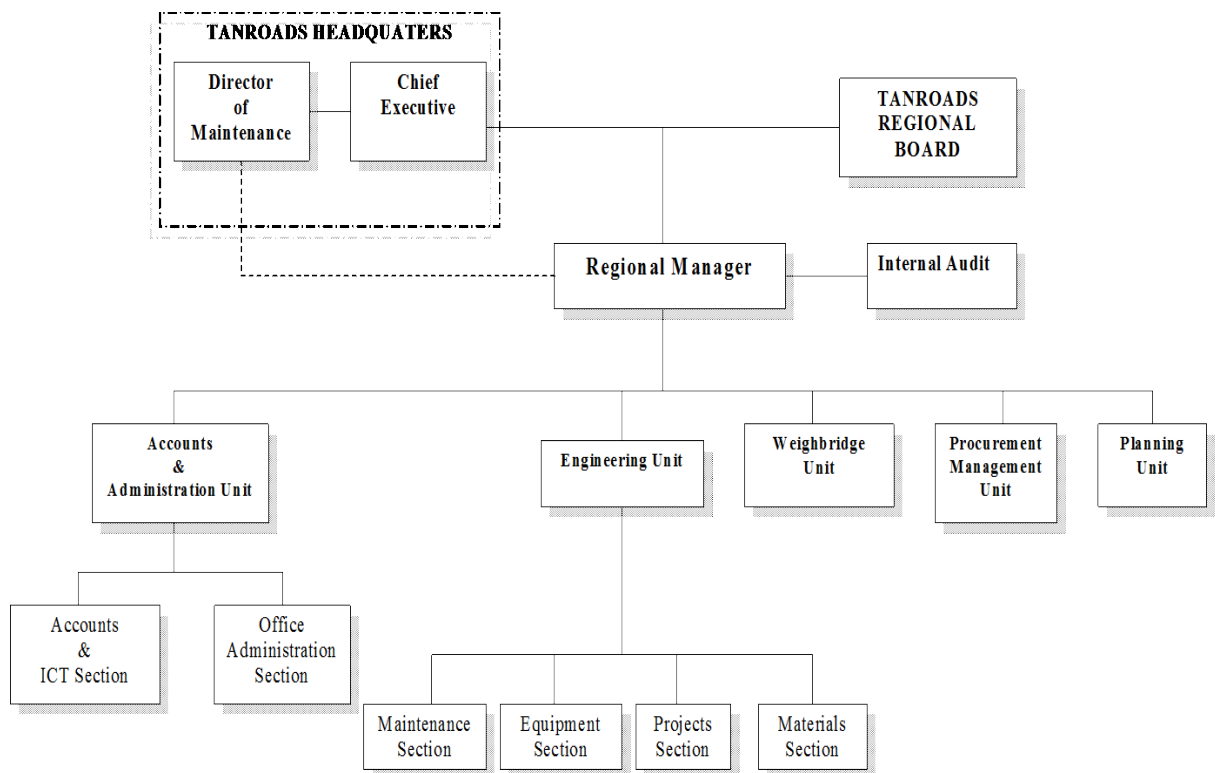 TANROADS HEADQUATERS
Director
of
Maintenance
Chief
Executive
TANROADS
REGIONAL
BOARD
Regional Manager
Internal Audit
Accounts
&
Administration Unit
Engineering Unit
Weighbridge
Unit
Procurement
Management
Unit
Planning
Unit
Accounts
&
ICT Section
Office
Administration
Section
Maintenance
Section
Equipment
Section
Projects
Section
Materials
Section